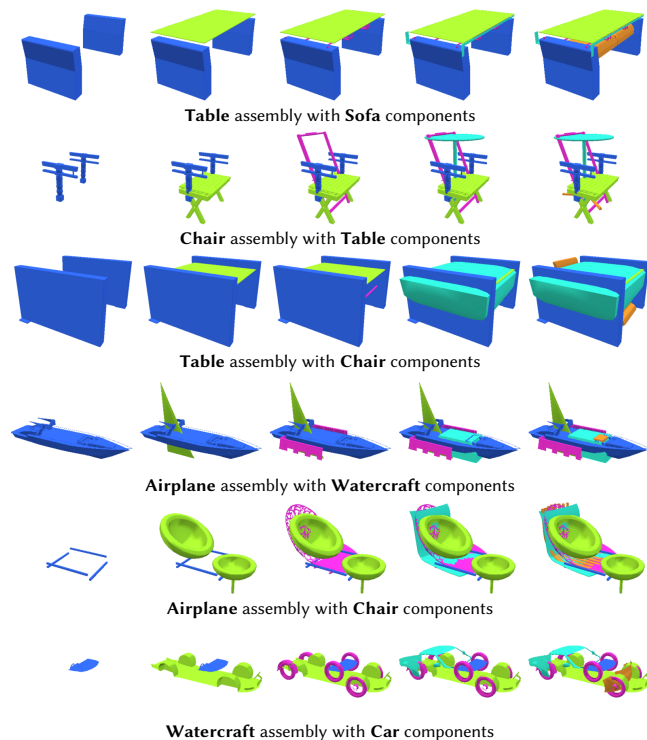 Table assembly with Sofa components
Chair assembly with Table components
Table assembly with Chair components
Airplane assembly with Watercraft components
Airplane assembly with Chair components
Watercraft assembly with Car components